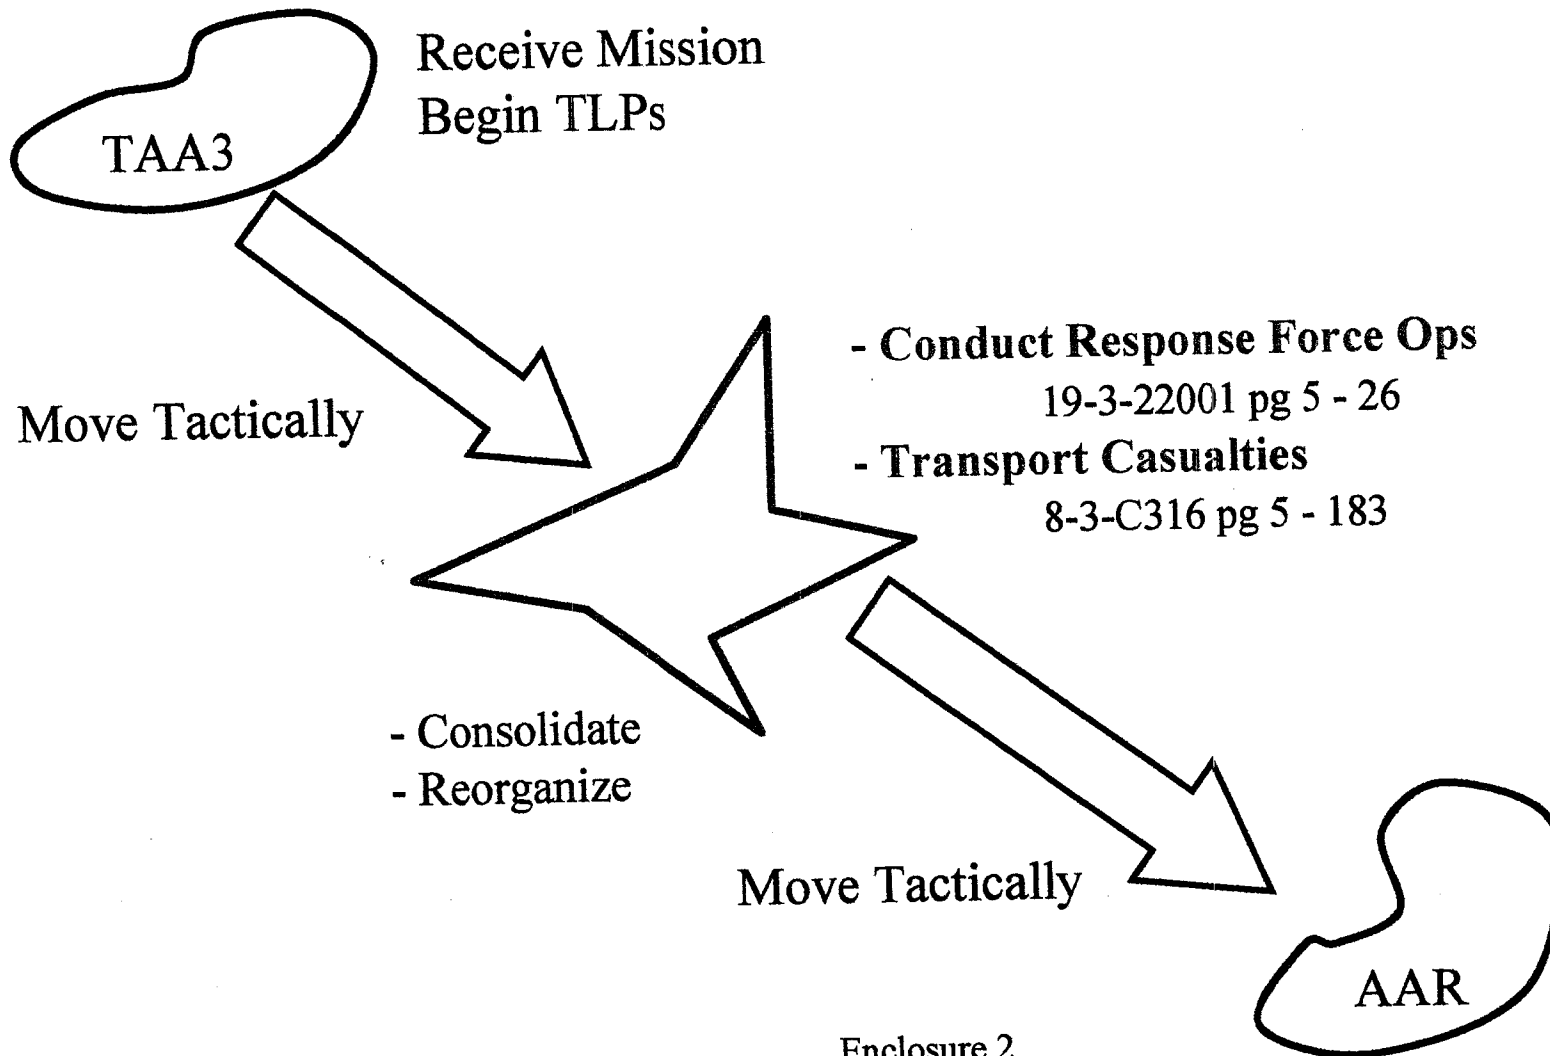 Receive Mission
Begin TLPs
TAA3
Move Tactically
- Conduct Response Force Ops
19-3-22001 pg 5 - 26
- Transport Casualties
8-3-C316 pg 5 - 183
- Consolidate
- Reorganize
Move Tactically
AAR
Enclosure 2